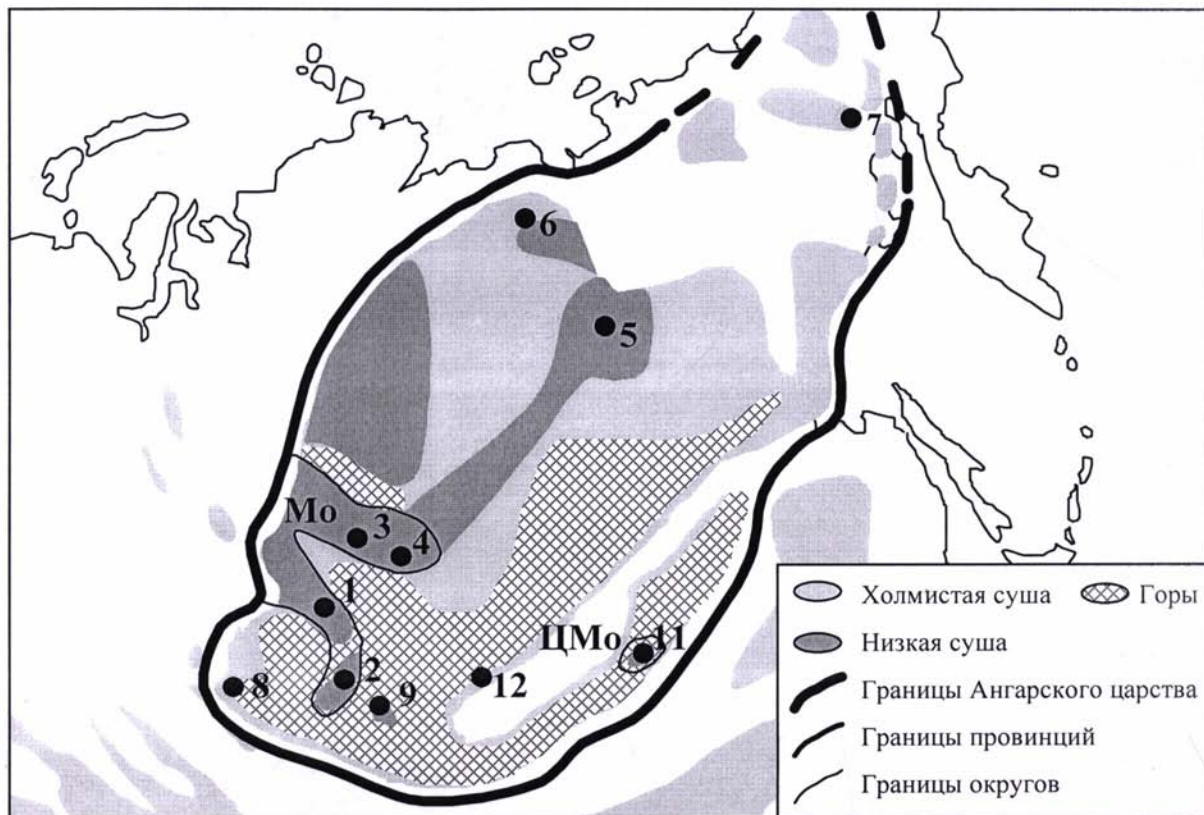 7
6
5
Мо
3
4
1
ЦМо
11
2
8
9
12
Холмистая суша
Горы
Низкая суша
Границы Ангарского царства
Границы провинций
Границы округов